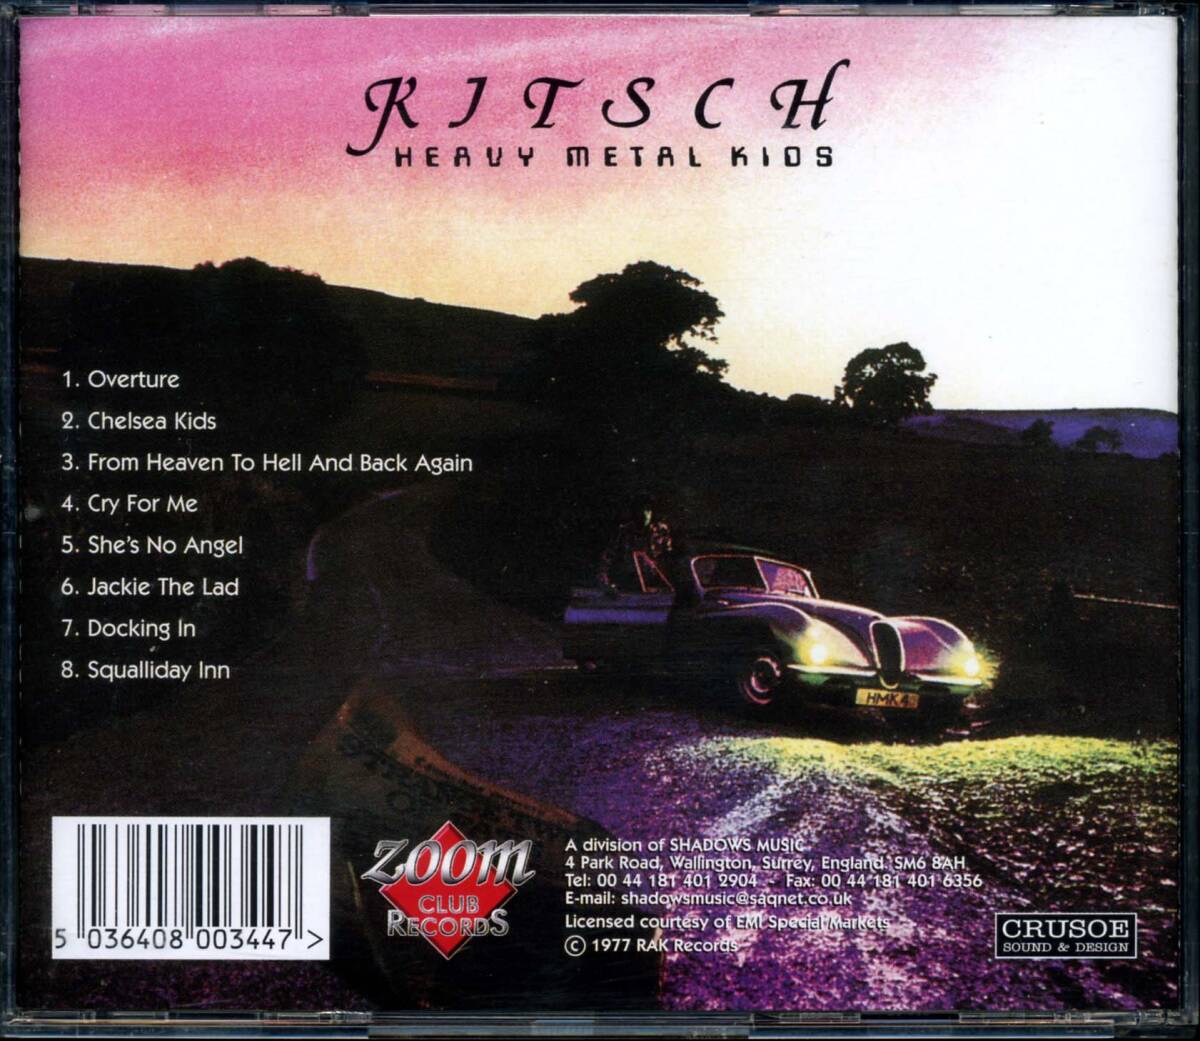 KITSCH
HEAVY METAL KIDS
1. Overture
2. Chelsea Kids
3. From Heaven To Hell And Back Again
4. Cry For Me
5. She's No Angel
6. Jackie The Lad
7. Docking In
8. Squalliday Inn
HMK4
5 036408 003447 >
ZOOM
CLUB
RECORDS
A division of SHADOWS MUSIC
4 Park Road, Wallington, Surrey, England. SM6 8AH
Tel: 00 44 181 401 2904 - Fax: 00 44 181 401 6356
E-mail: shadowsmusic@saqnet.co.uk
Licensed courtesy of EMI Special Markets
© 1977 RAK Records
CRUSOE
SOUND & DESIGN